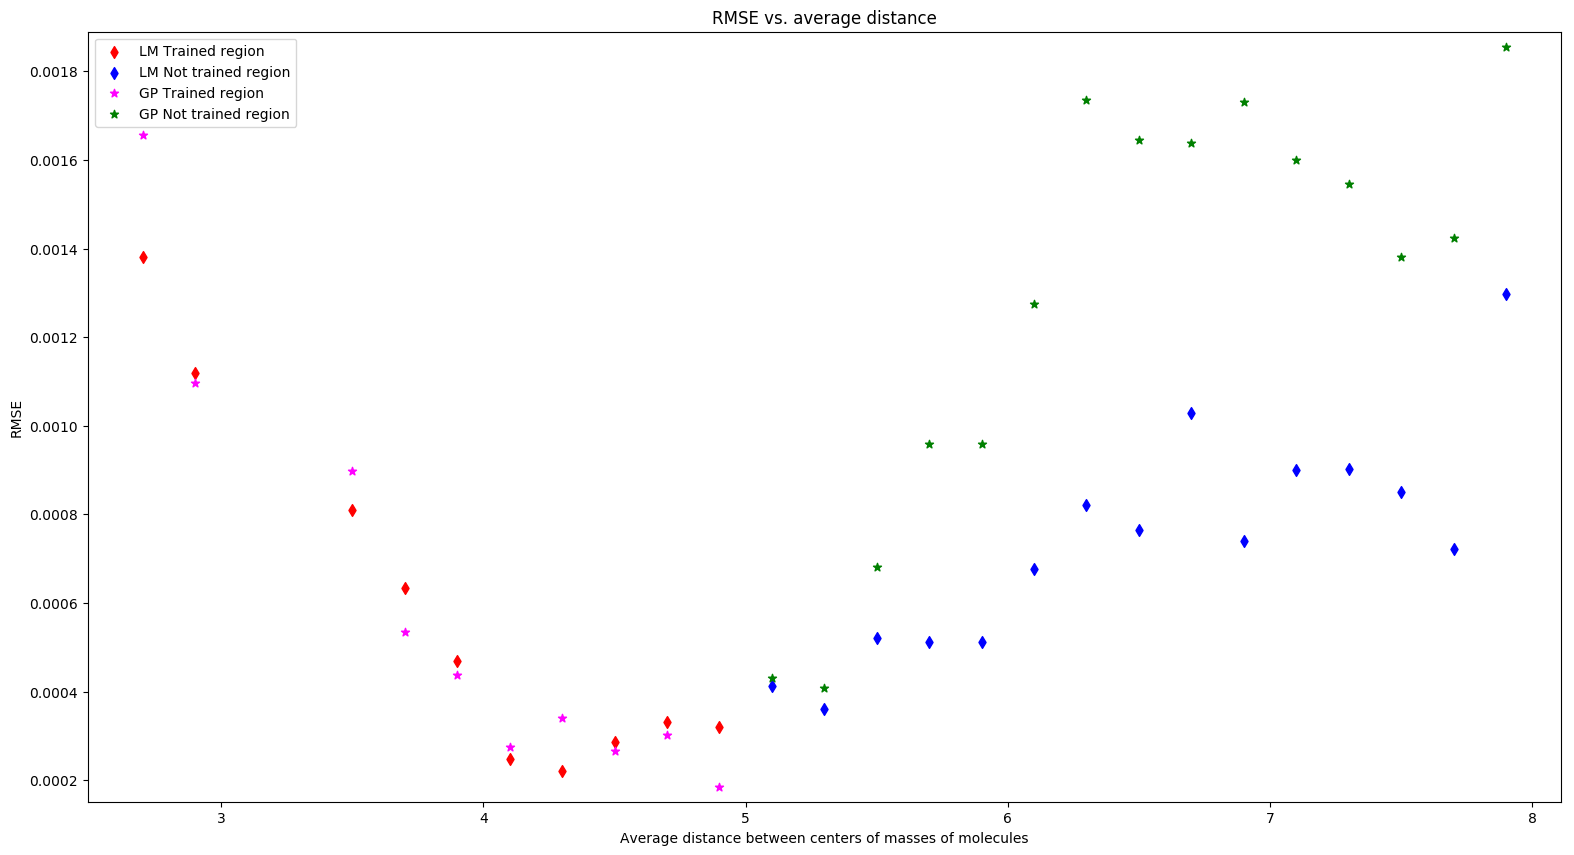 RMSE vs. average distance
LM Trained region
LM Not trained region
GP Trained region
GP Not trained region
0.0018
0.0016
0.0014
0.0012
0.0010
0.0008
0.0006
0.0004
0.0002
RMSE
3 4 5 6 7 8
Average distance between centers of masses of molecules